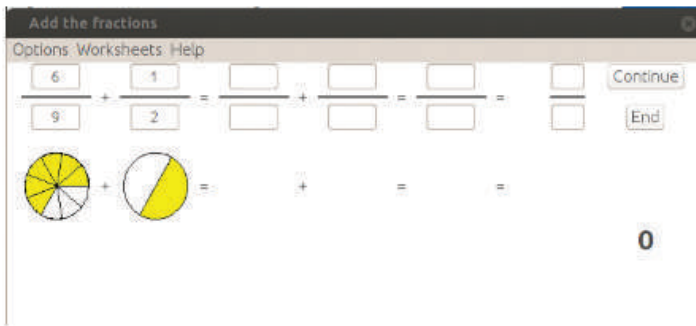 Add the fractions
Options Worksheets Help
6 1 Continue
+ = + = =
9 2 End
+ = + = =
0